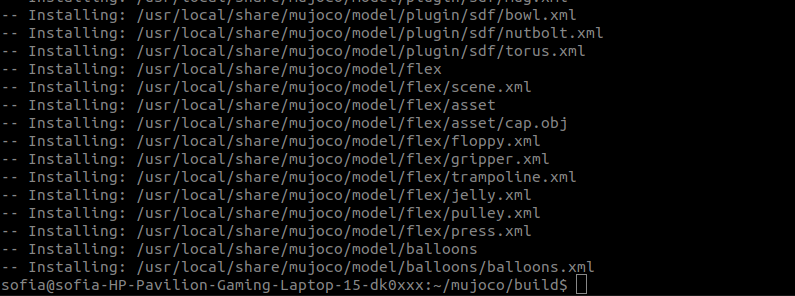 -- Installing: /usr/local/share/mujoco/model/plugin/sdf/mug.xml
-- Installing: /usr/local/share/mujoco/model/plugin/sdf/bowl.xml
-- Installing: /usr/local/share/mujoco/model/plugin/sdf/nutbolt.xml
-- Installing: /usr/local/share/mujoco/model/plugin/sdf/torus.xml
-- Installing: /usr/local/share/mujoco/model/flex
-- Installing: /usr/local/share/mujoco/model/flex/scene.xml
-- Installing: /usr/local/share/mujoco/model/flex/asset
-- Installing: /usr/local/share/mujoco/model/flex/asset/cap.obj
-- Installing: /usr/local/share/mujoco/model/flex/floppy.xml
-- Installing: /usr/local/share/mujoco/model/flex/gripper.xml
-- Installing: /usr/local/share/mujoco/model/flex/trampoline.xml
-- Installing: /usr/local/share/mujoco/model/flex/jelly.xml
-- Installing: /usr/local/share/mujoco/model/flex/pulley.xml
-- Installing: /usr/local/share/mujoco/model/flex/press.xml
-- Installing: /usr/local/share/mujoco/model/balloons
-- Installing: /usr/local/share/mujoco/model/balloons/balloons.xml
sofia@sofia-HP-Pavilion-Gaming-Laptop-15-dk0xxx:~/mujoco/build$